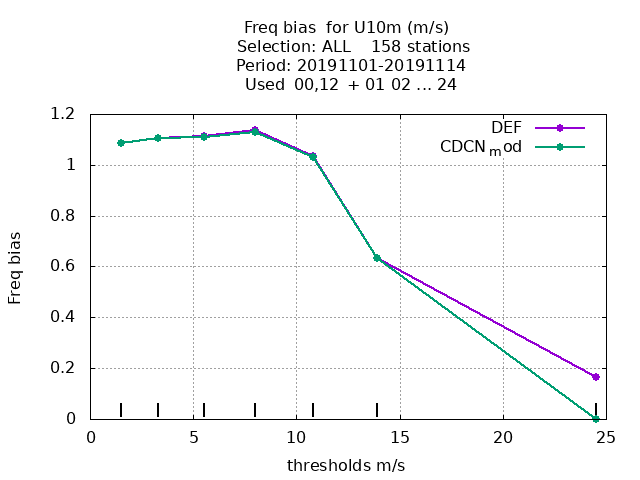 Freq bias  for U10m (m/s)
Selection: ALL    158 stations
Period: 20191101-20191114
Used  00,12  + 01 02 ... 24
DEF
CDCN_mod
1.2
1
0.8
0.6
0.4
0.2
0
Freq bias
0 5 10 15 20 25
thresholds m/s